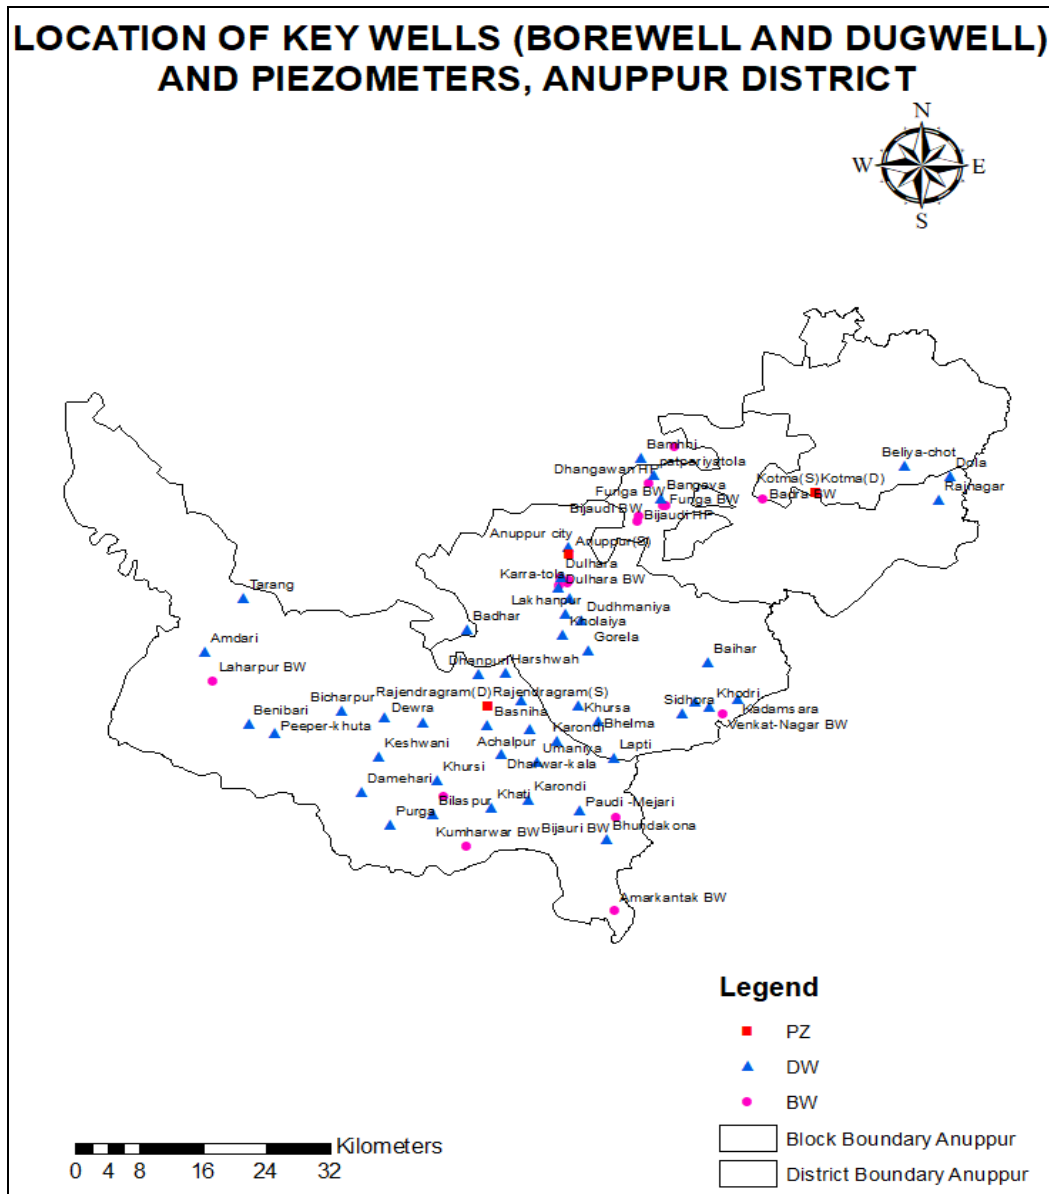 LOCATION OF KEY WELLS (BOREWELL AND DUGWELL)
AND PIEZOMETERS, ANUPPUR DISTRICT
N
W E
S
Bamhni
patpariyatola
Beliya-chot
Dola
Dhangawan HP
Kotma(S)Kotma(D)
Rajnagar
Funga BW
Bangava
Badra BW
Funga BW
Bijaudi BW
Bijaudi HP
Anuppur city
Anuppur(S)
Dulhara
Karra-tola
Dulhara BW
Tarang
Lakhanpur
Dudhmaniya
Badhar
Kholaiya
Amdari
Gorela
Baihar
Laharpur BW
Dhanpuri
Harshwah
Bicharpur
Rajendragram(D)
Rajendragram(S)
Sidhora
Khodri
Benibari
Dewra
Basniha
Khursa
Kadamsara
Peeper-khuta
Karondi
Bhelma
Venkat-Nagar BW
Keshwani
Achalpur
Umaniya
Lapti
Dharwar-kala
Damehari
Khursi
Purga
Bilaspur
Khati
Karondi
Paudi -Mejari
Kumharwar BW
Bijauri BW
Bhundakona
Amarkantak BW
Legend
PZ
DW
BW
Block Boundary Anuppur
District Boundary Anuppur
Kilometers
0 4 8 16 24 32